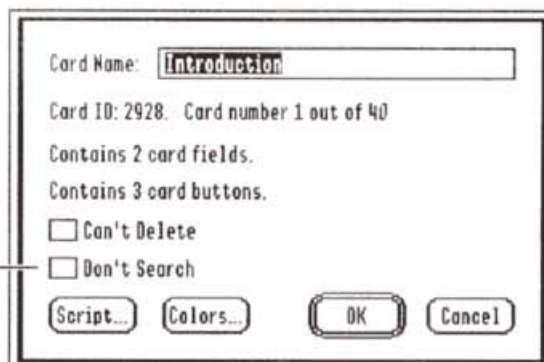 Card Name: Introduction
Card ID: 2928. Card number 1 out of 40
Contains 2 card fields.
Contains 3 card buttons.
Can't Delete
Don't Search
Script... Colors... OK Cancel